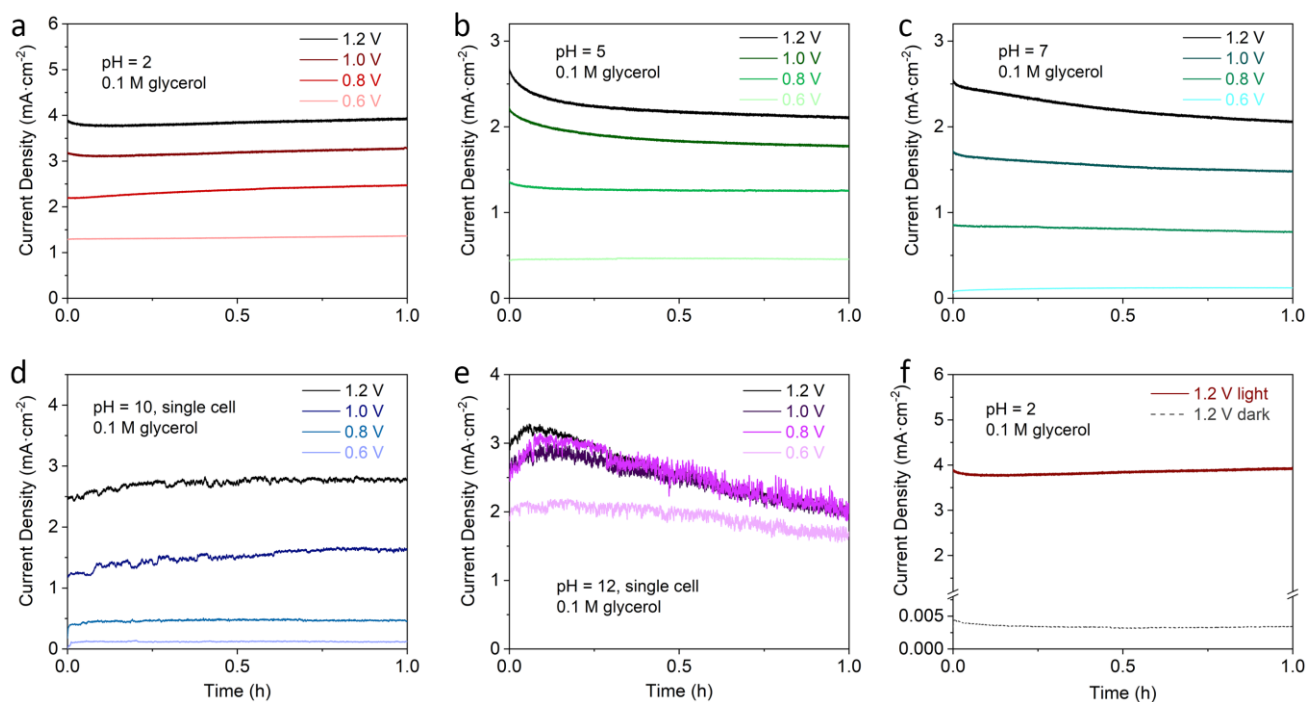 a
Current Density (mA·cm⁻²)
6
5
4
3
2
1
0
pH = 2
0.1 M glycerol
1.2 V
1.0 V
0.8 V
0.6 V
0.0
0.5
1.0
b
Current Density (mA·cm⁻²)
3
2
1
0
pH = 5
0.1 M glycerol
1.2 V
1.0 V
0.8 V
0.6 V
0.0
0.5
1.0
c
Current Density (mA·cm⁻²)
3
2
1
0
pH = 7
0.1 M glycerol
1.2 V
1.0 V
0.8 V
0.6 V
0.0
0.5
1.0
d
Current Density (mA·cm⁻²)
4
3
2
1
0
pH = 10, single cell
0.1 M glycerol
1.2 V
1.0 V
0.8 V
0.6 V
0.0
0.5
1.0
Time (h)
e
Current Density (mA·cm⁻²)
4
3
2
1
0
1.2 V
1.0 V
0.8 V
0.6 V
pH = 12, single cell
0.1 M glycerol
0.0
0.5
1.0
Time (h)
f
Current Density (mA·cm⁻²)
6
5
4
3
2
0.005
0.000
pH = 2
0.1 M glycerol
1.2 V light
1.2 V dark
0.0
0.5
1.0
Time (h)